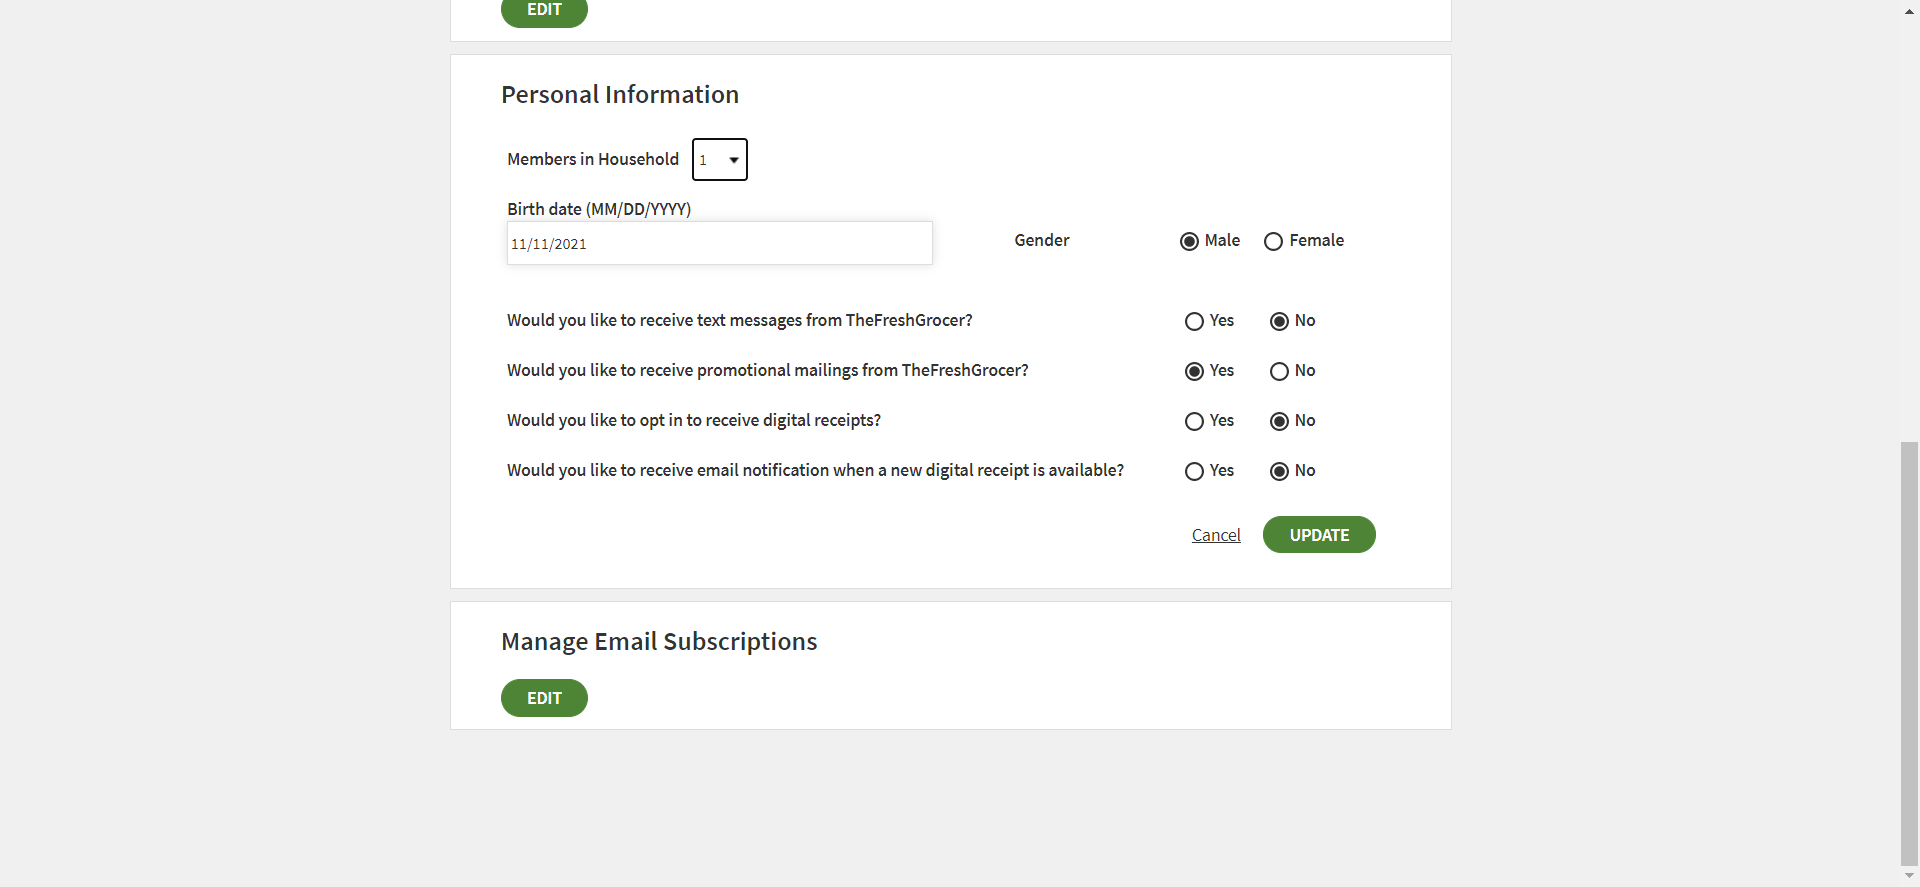 EDIT
Personal Information
Members in Household 1
Birth date (MM/DD/YYYY)
11/11/2021
Gender Male Female
Would you like to receive text messages from TheFreshGrocer? Yes No
Would you like to receive promotional mailings from TheFreshGrocer? Yes No
Would you like to opt in to receive digital receipts? Yes No
Would you like to receive email notification when a new digital receipt is available? Yes No
Cancel UPDATE
Manage Email Subscriptions
EDIT